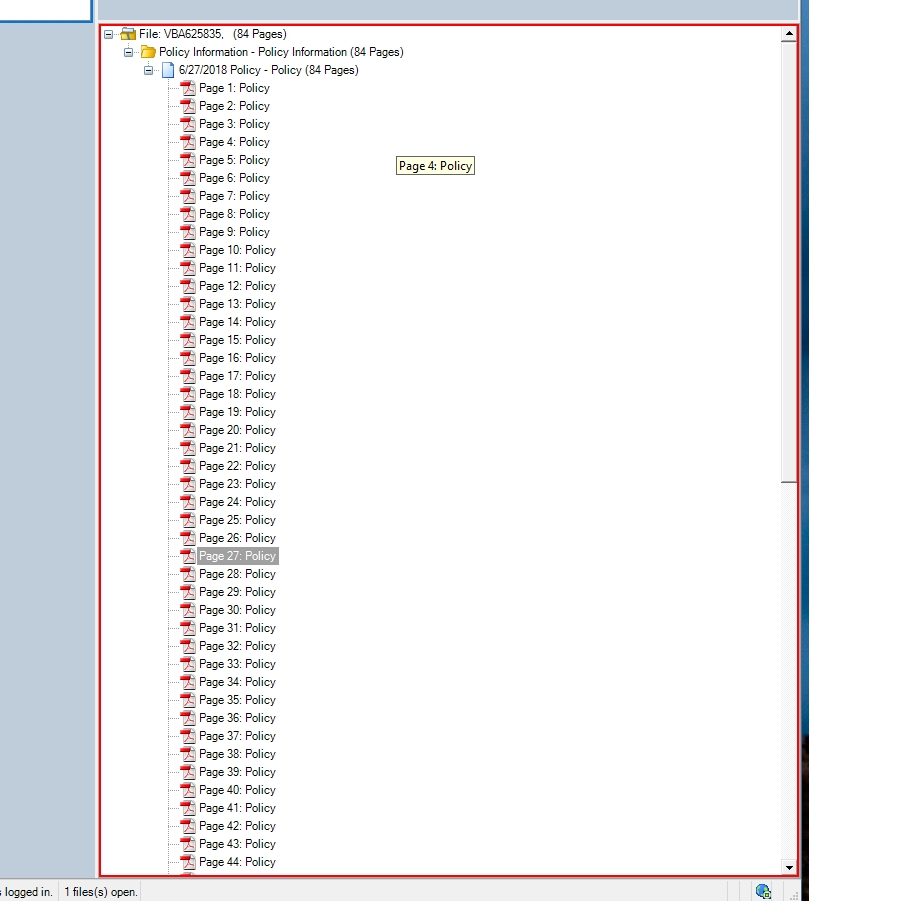 File: VBA625835, (84 Pages)
Policy Information - Policy Information (84 Pages)
6/27/2018 Policy - Policy (84 Pages)
Page 1: Policy
Page 2: Policy
Page 3: Policy
Page 4: Policy
Page 5: Policy
Page 4: Policy
Page 6: Policy
Page 7: Policy
Page 8: Policy
Page 9: Policy
Page 10: Policy
Page 11: Policy
Page 12: Policy
Page 13: Policy
Page 14: Policy
Page 15: Policy
Page 16: Policy
Page 17: Policy
Page 18: Policy
Page 19: Policy
Page 20: Policy
Page 21: Policy
Page 22: Policy
Page 23: Policy
Page 24: Policy
Page 25: Policy
Page 26: Policy
Page 27: Policy
Page 28: Policy
Page 29: Policy
Page 30: Policy
Page 31: Policy
Page 32: Policy
Page 33: Policy
Page 34: Policy
Page 35: Policy
Page 36: Policy
Page 37: Policy
Page 38: Policy
Page 39: Policy
Page 40: Policy
Page 41: Policy
Page 42: Policy
Page 43: Policy
Page 44: Policy
s logged in. 1 files(s) open.